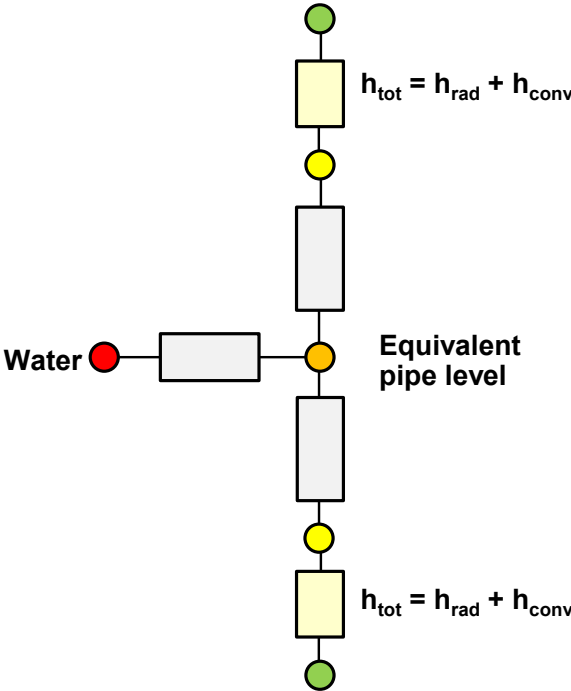 h_tot = h_rad + h_conv
Water
Equivalent
pipe level
h_tot = h_rad + h_conv